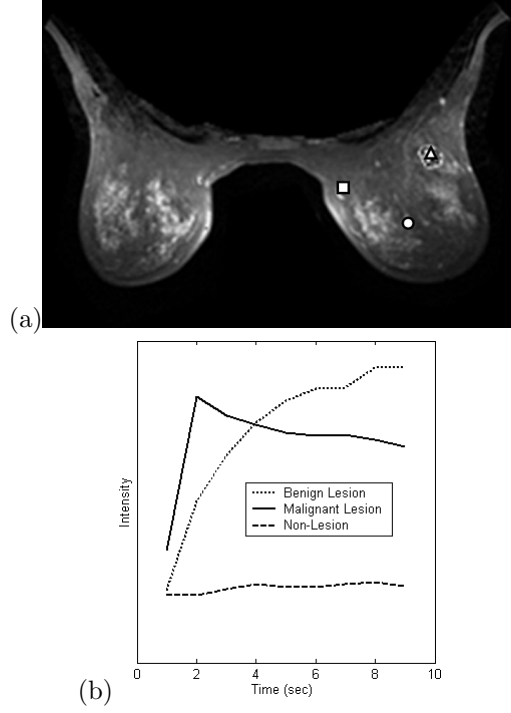 (a)
Intensity
Benign Lesion
Malignant Lesion
Non-Lesion
0 2 4 6 8 10
Time (sec)
(b)